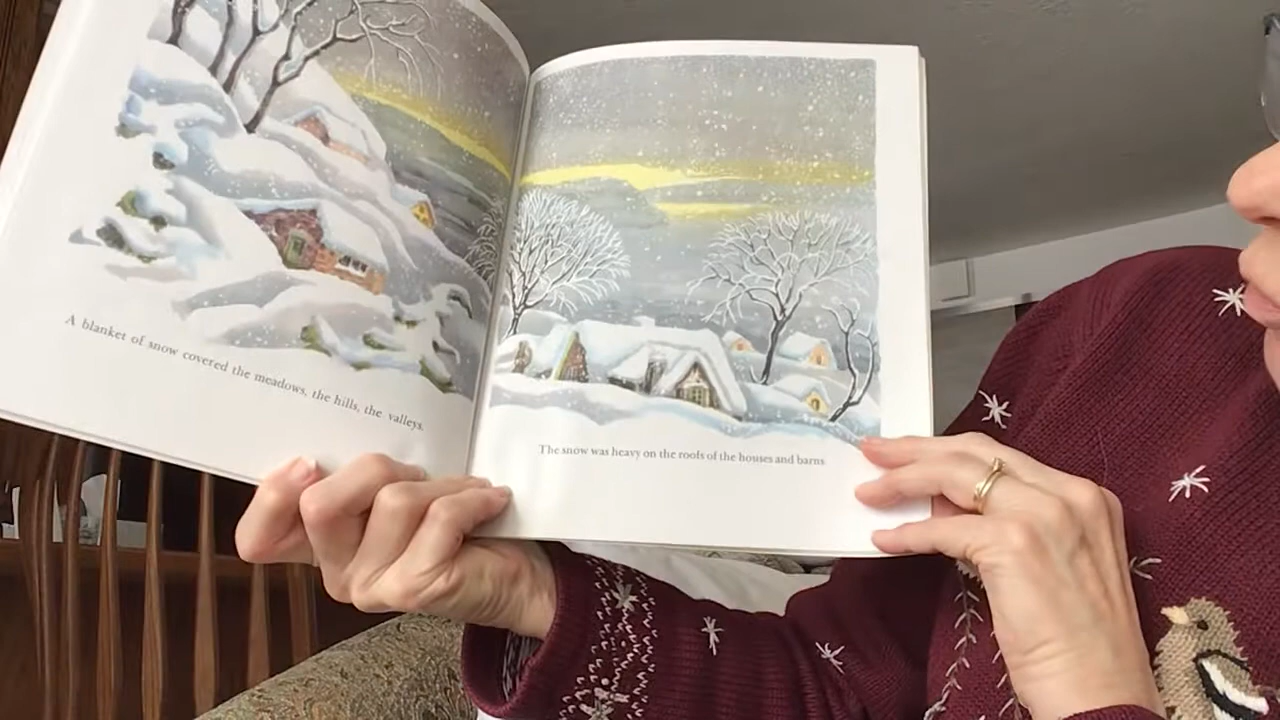 A blanket of snow covered the meadows, the hills, the valleys.
The snow was heavy on the roofs of the houses and barns.